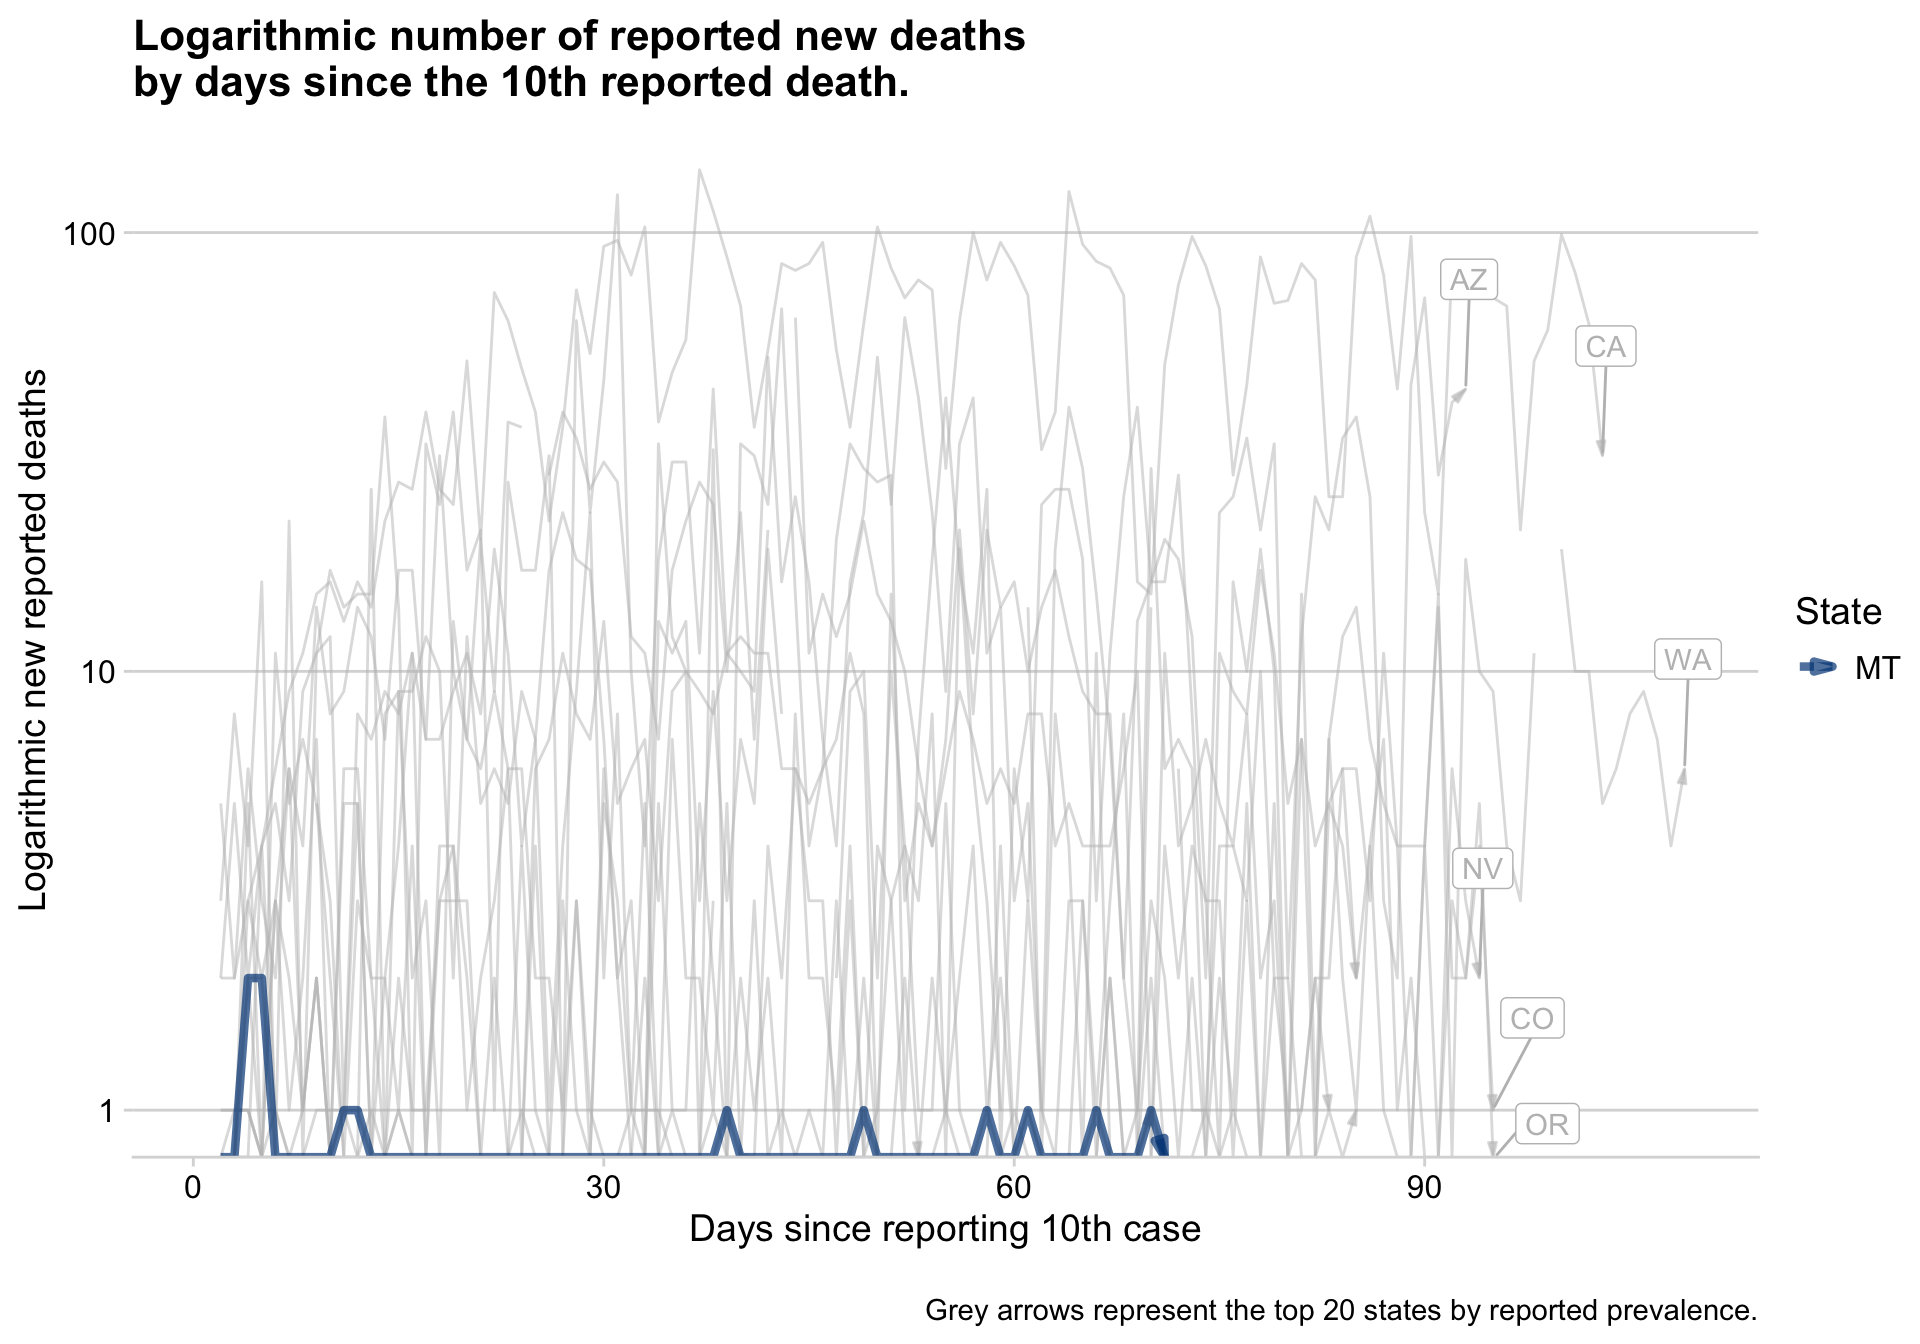 Logarithmic number of reported new deaths
by days since the 10th reported death.
Logarithmic new reported deaths
100
10
1
AZ
CA
WA
NV
CO
OR
State
MT
0
30
60
90
Days since reporting 10th case
Grey arrows represent the top 20 states by reported prevalence.